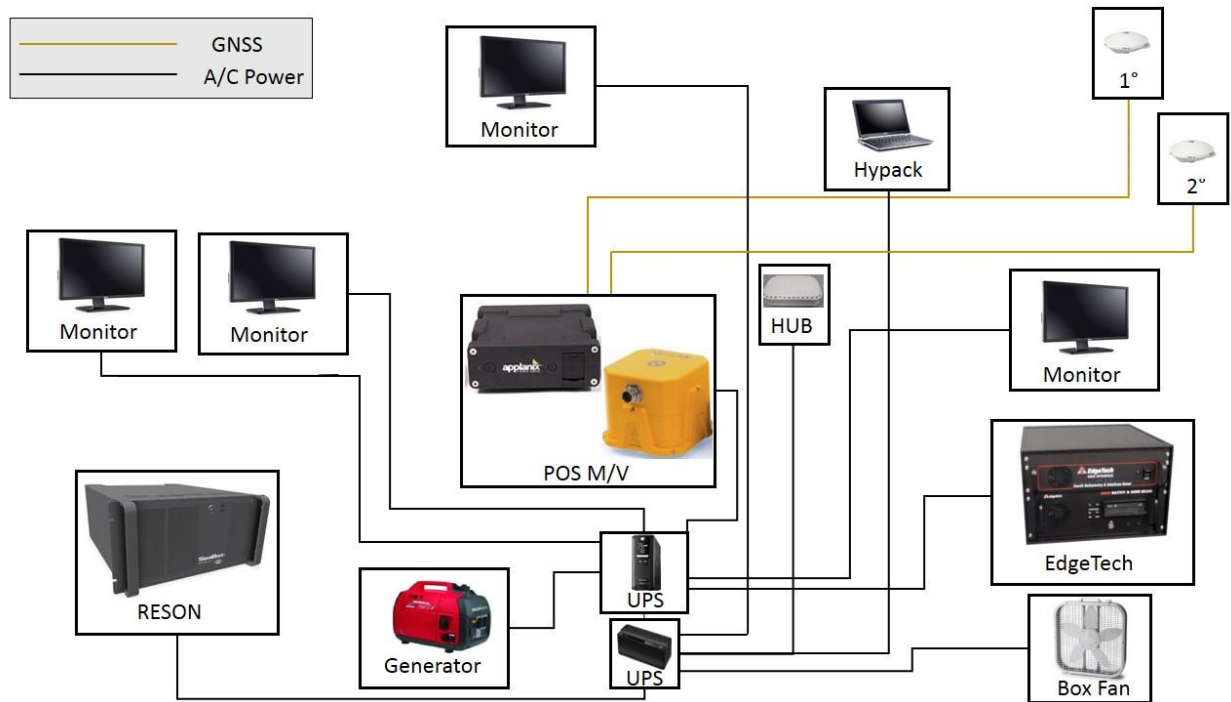 GNSS
A/C Power
Monitor
1°
Hypack
2°
Monitor
Monitor
HUB
Monitor
applanix
POS M/V
EdgeTech
EdgeTech
RESON
UPS
Generator
UPS
Box Fan